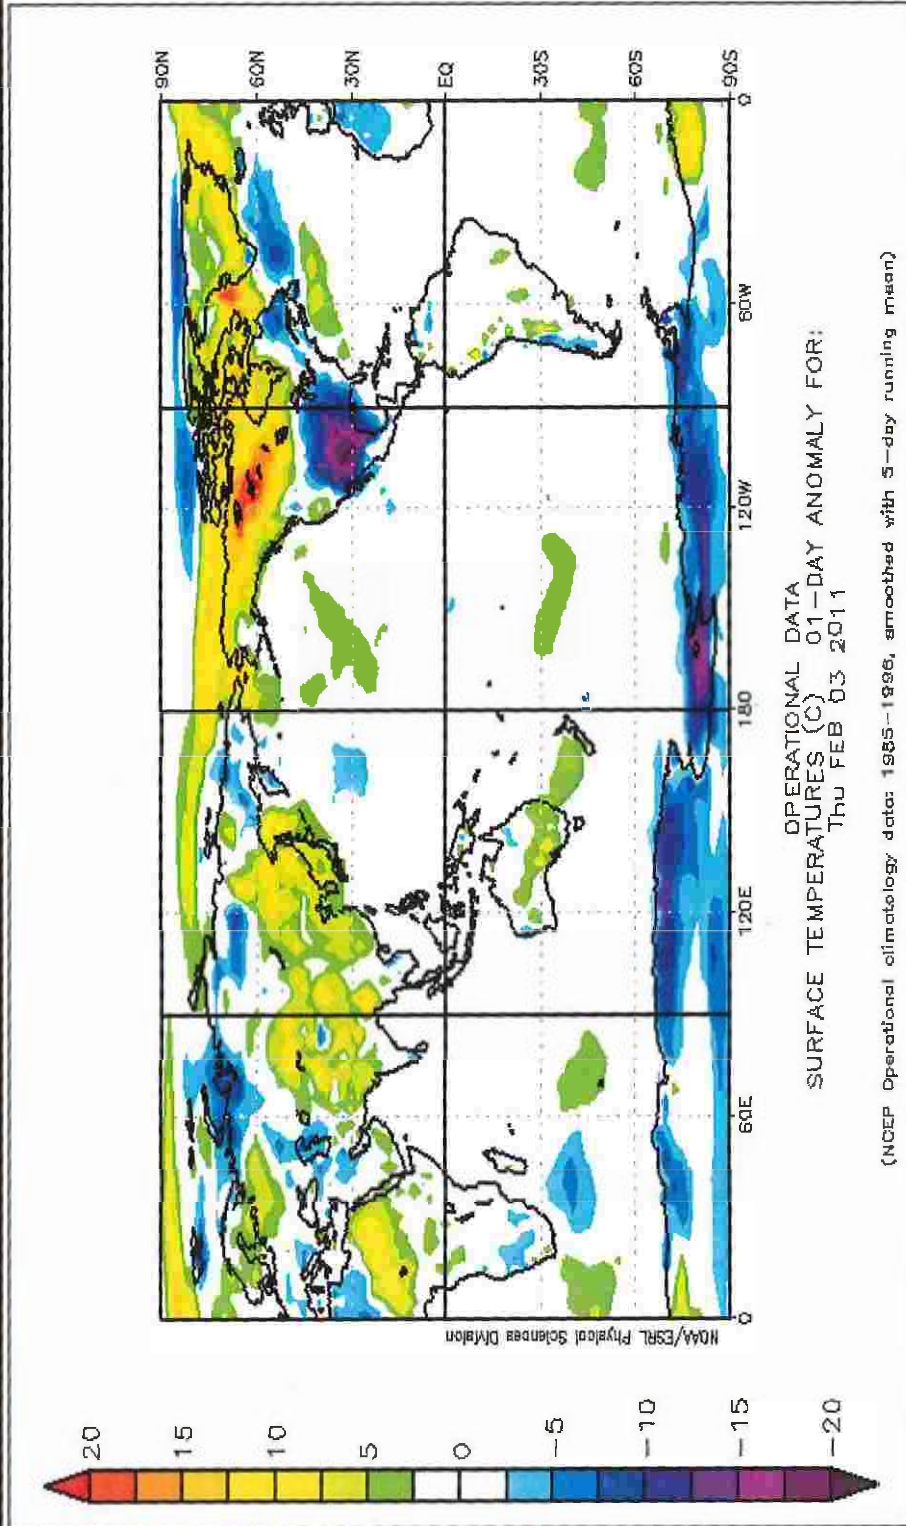 90N
60N
30N
EQ
30S
60S
90S
0
60E
120E
180
120W
60W
0
NOAA/ESRL Physical Sciences Division
20
15
10
5
0
-5
-10
-15
-20
OPERATIONAL DATA
SURFACE TEMPERATURES (C) 01-DAY ANOMALY FOR:
Thu FEB 03 2011
(NCEP Operational climatology data: 1985-1996, smoothed with 5-day running mean)